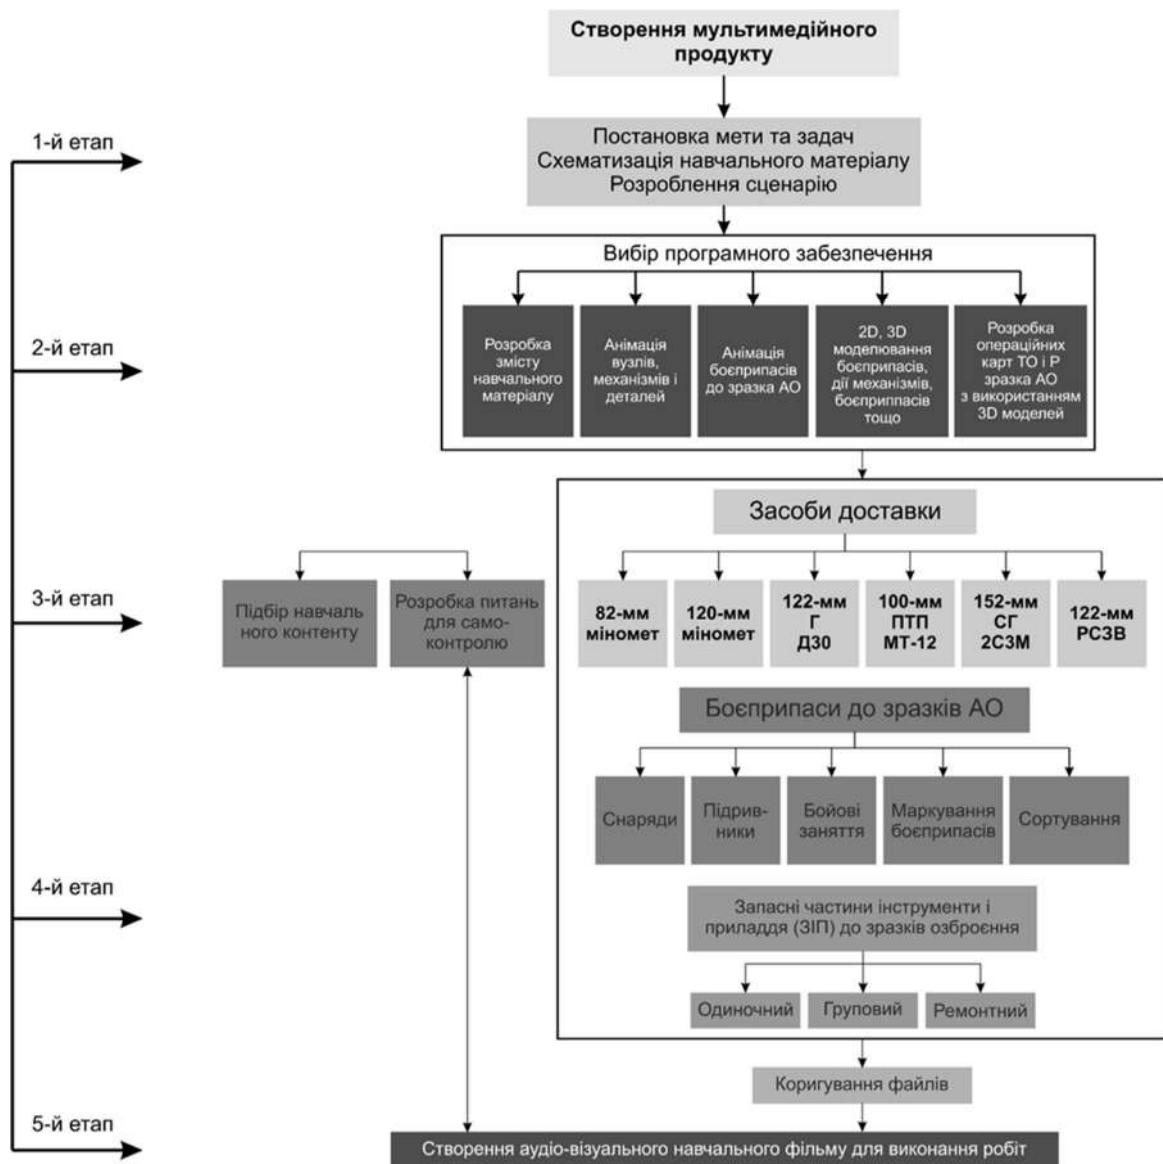 Створення мультимедійного
продукту
1-й етап
Постановка мети та задач
Схематизація навчального матеріалу
Розроблення сценарію
Вибір програмного забезпечення
2-й етап
Розробка
змісту
навчального
матеріалу
Анімація
вузлів,
механізмів і
деталей
Анімація
боєприпасів
до зразка АО
2D, 3D
моделювання
боєприпасів,
дії механізмів,
боєприппасів
тощо
Розробка
операційних
карт ТО і Р
зразка АО
з використанням
3D моделей
Засоби доставки
3-й етап
Підбір навчаль
ного контенту
Розробка питань
для само-
контролю
82-мм
міномет
120-мм
міномет
122-мм
Г
Д30
100-мм
ПТП
МТ-12
152-мм
СГ
2С3М
122-мм
РСЗВ
Боєприпаси до зразків АО
Снаряди
Підрив-
ники
Бойові
заняття
Маркування
боєприпасів
Сортування
4-й етап
Запасні частини інструменти і
приладдя (ЗІП) до зразків озброєння
Одиночний
Груповий
Ремонтний
Коригування файлів
5-й етап
Створення аудіо-візуального навчального фільму для виконання робіт